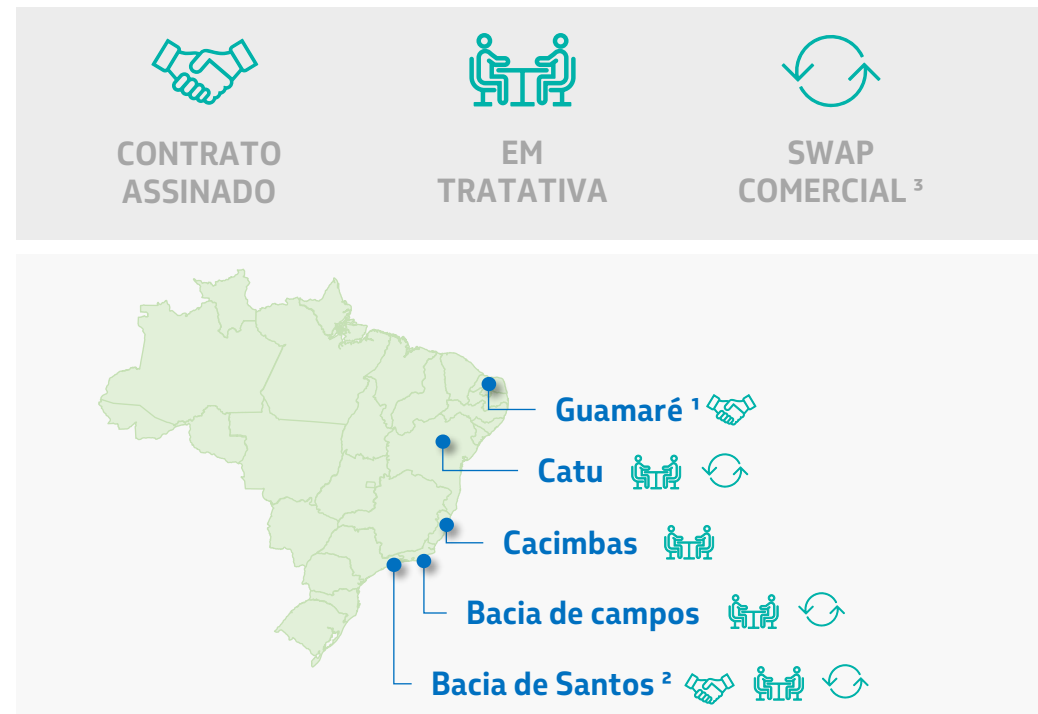 CONTRATO
ASSINADO
EM
TRATATIVA
SWAP
COMERCIAL ³
Guamaré ¹
Catu
Cacimbas
Bacia de campos
Bacia de Santos ²